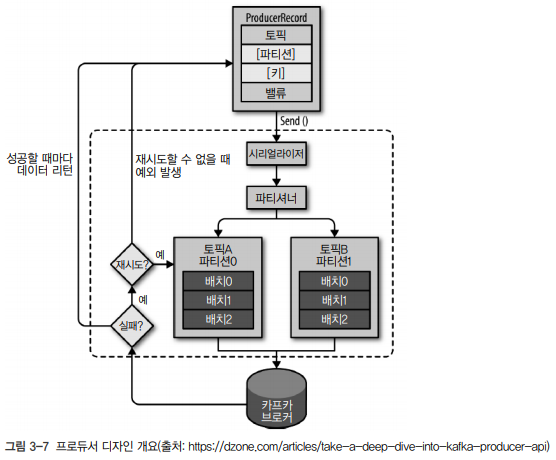 ProducerRecord
토픽
[파티션]
[키]
밸류
Send ()
성공할 때마다
데이터 리턴
재시도할 수 없을 때
예외 발생
시리얼라이저
파티셔너
토픽A
파티션0
배치0
배치1
배치2
토픽B
파티션1
배치0
배치1
배치2
재시도?
예
예
실패?
카프카
브로커
그림 3-7 프로듀서 디자인 개요(출처: https://dzone.com/articles/take-a-deep-dive-into-kafka-producer-api)